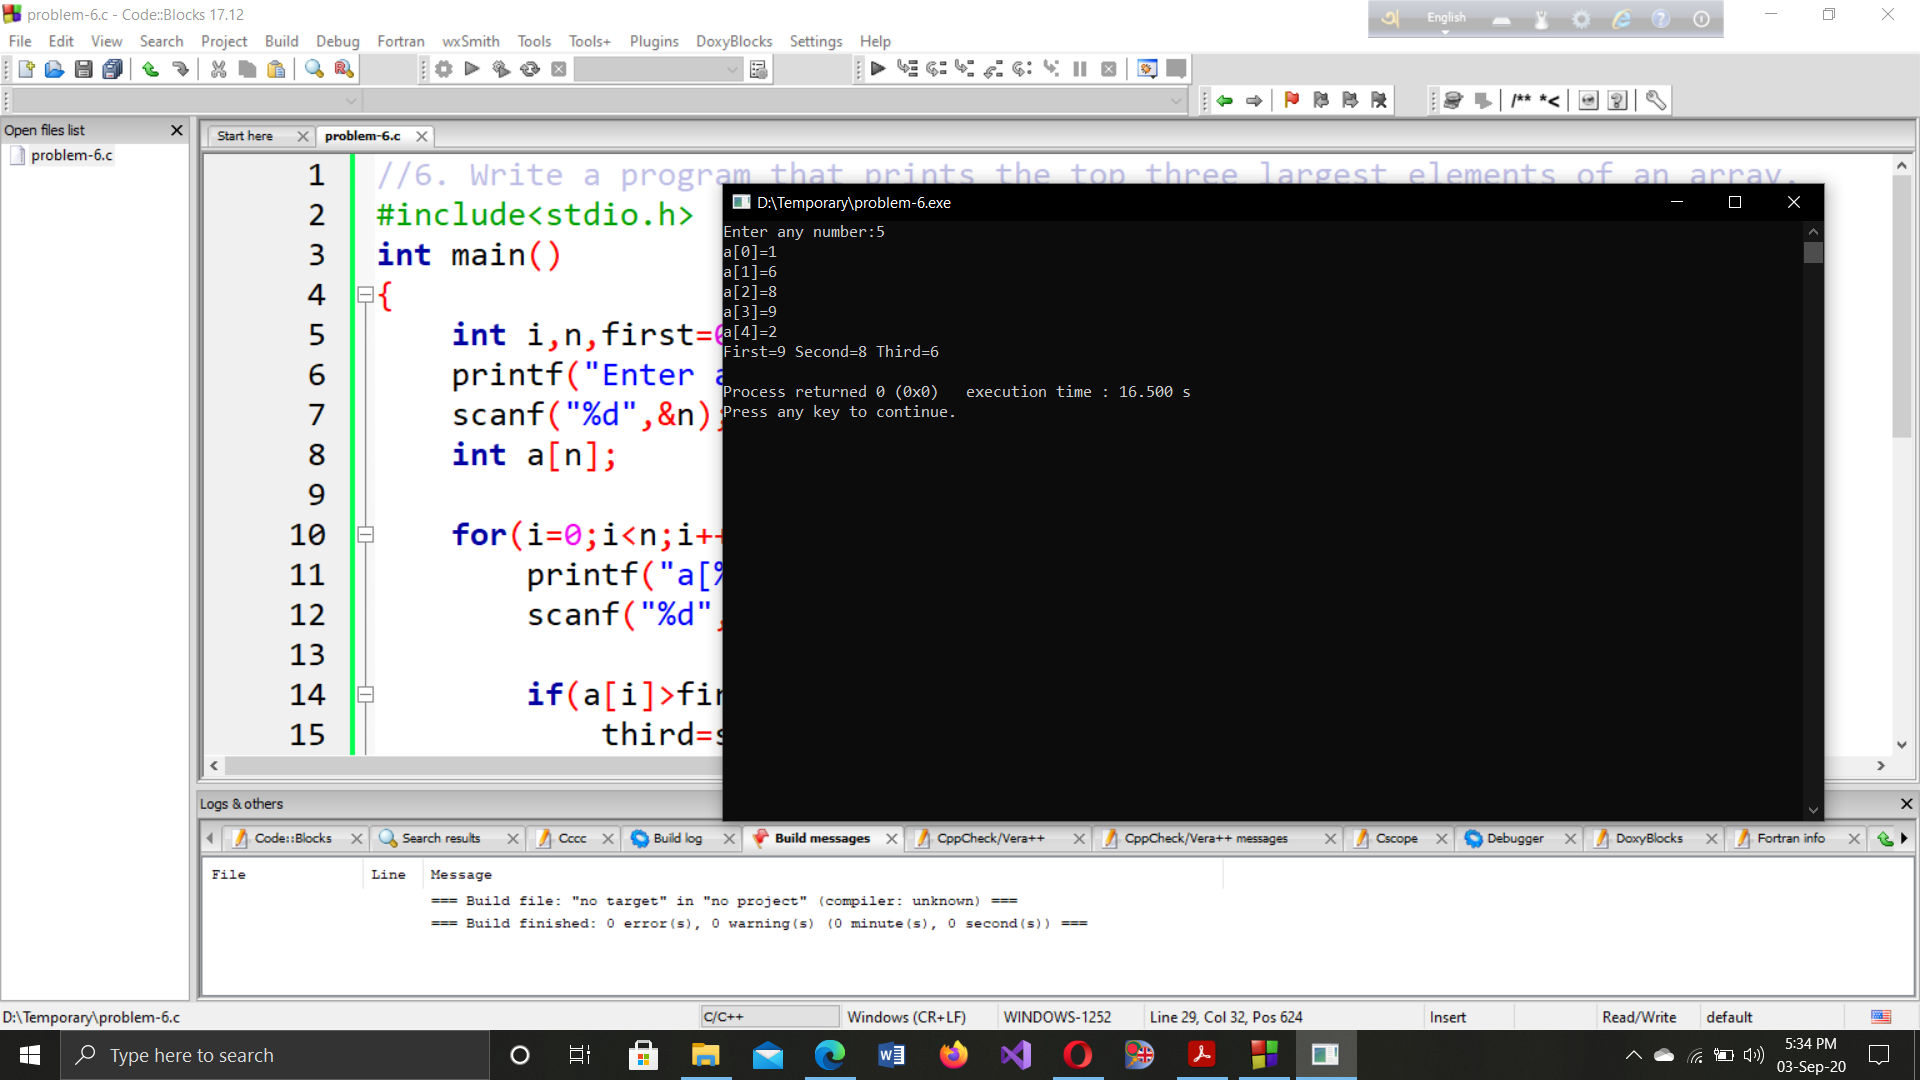 problem-6.c - Code::Blocks 17.12
English
File Edit View Search Project Build Debug Fortran wxSmith Tools Tools+ Plugins DoxyBlocks Settings Help
/** *<
Open files list
Start here problem-6.c
problem-6.c
1 //6. Write a program that prints the top three largest elements of an array.
2 #include<stdio.h>
3 int main()
4 {
5 int i,n,first=0
6 printf("Enter a
7 scanf("%d",&n);
8 int a[n];
9
10 for(i=0;i<n;i++
11 printf("a[%
12 scanf("%d",
13
14 if(a[i]>fir
15 third=s
D:\Temporary\problem-6.exe
Enter any number:5
a[0]=1
a[1]=6
a[2]=8
a[3]=9
a[4]=2
First=9 Second=8 Third=6
Process returned 0 (0x0)   execution time : 16.500 s
Press any key to continue.
Logs & others
Code::Blocks Search results Cccc Build log Build messages CppCheck/Vera++ CppCheck/Vera++ messages Cscope Debugger DoxyBlocks Fortran info
File Line Message
=== Build file: "no target" in "no project" (compiler: unknown) ===
=== Build finished: 0 error(s), 0 warning(s) (0 minute(s), 0 second(s)) ===
D:\Temporary\problem-6.c C/C++ Windows (CR+LF) WINDOWS-1252 Line 29, Col 32, Pos 624 Insert Read/Write default
Type here to search
5:34 PM
03-Sep-20